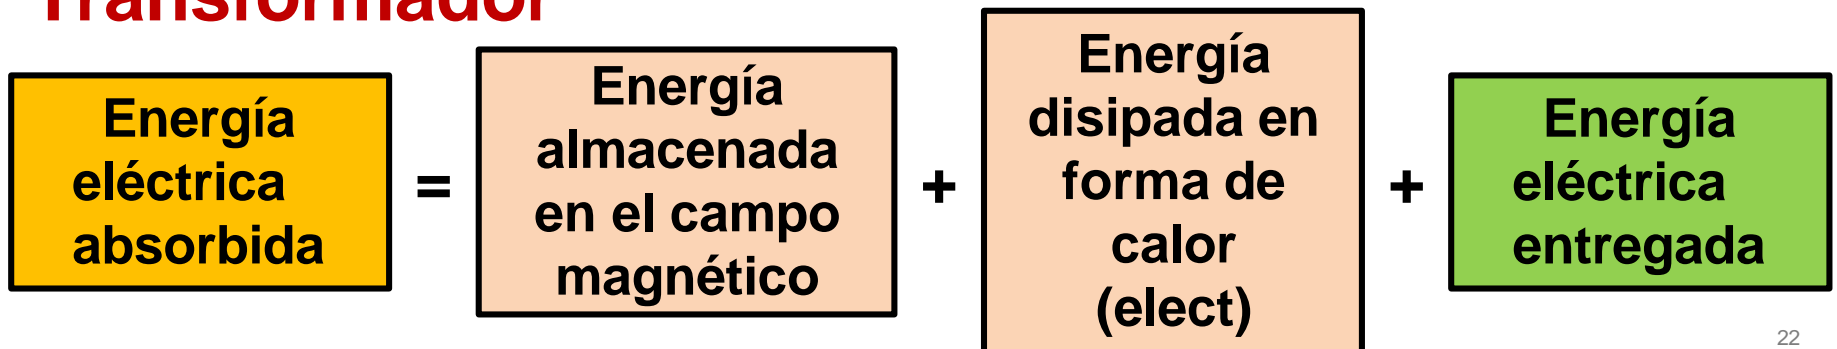 Transformador
Energía
eléctrica
absorbida
=
Energía
almacenada
en el campo
magnético
+
Energía
disipada en
forma de
calor
(elect)
+
Energía
eléctrica
entregada
22